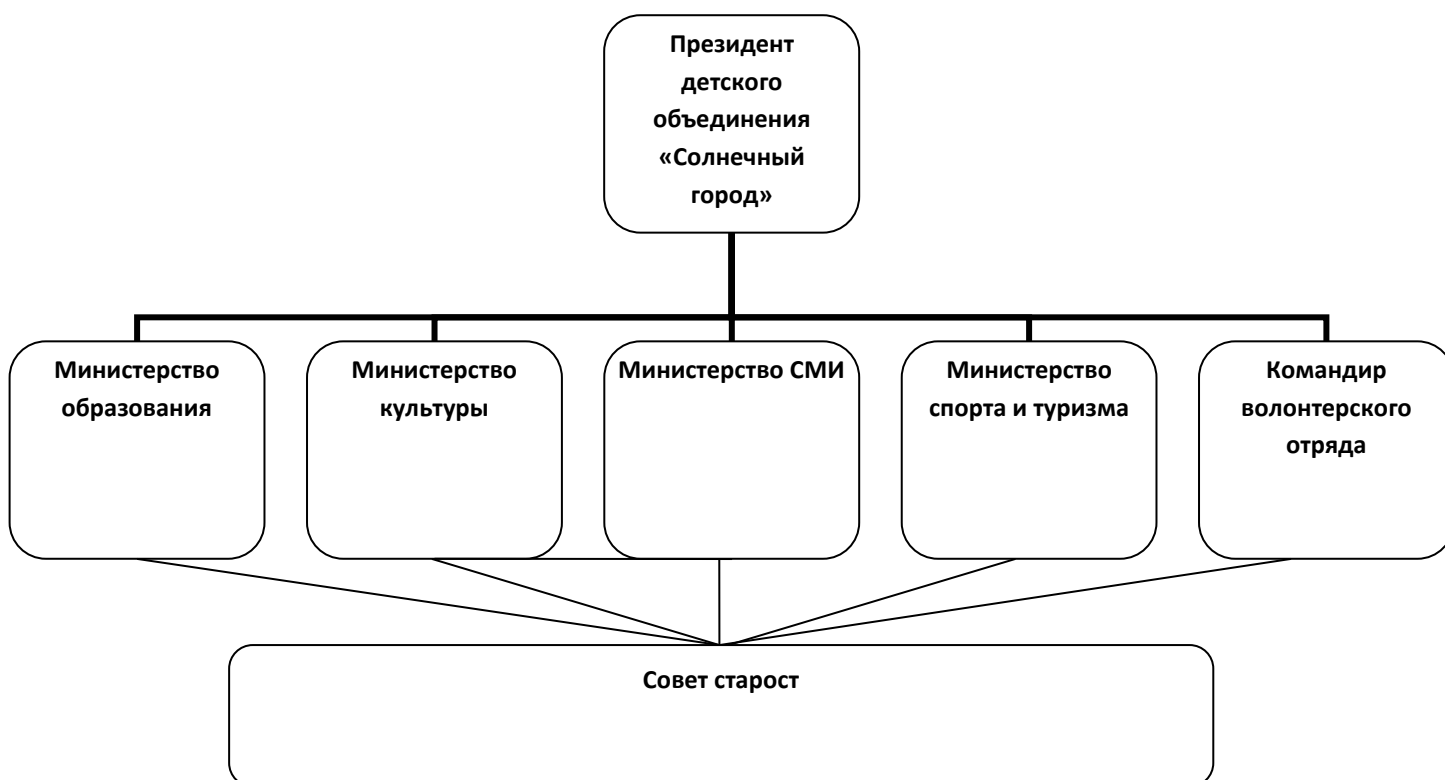 Президент
детского
объединения
«Солнечный
город»
Министерство
образования
Министерство
культуры
Министерство СМИ
Министерство
спорта и туризма
Командир
волонтерского
отряда
Совет старост